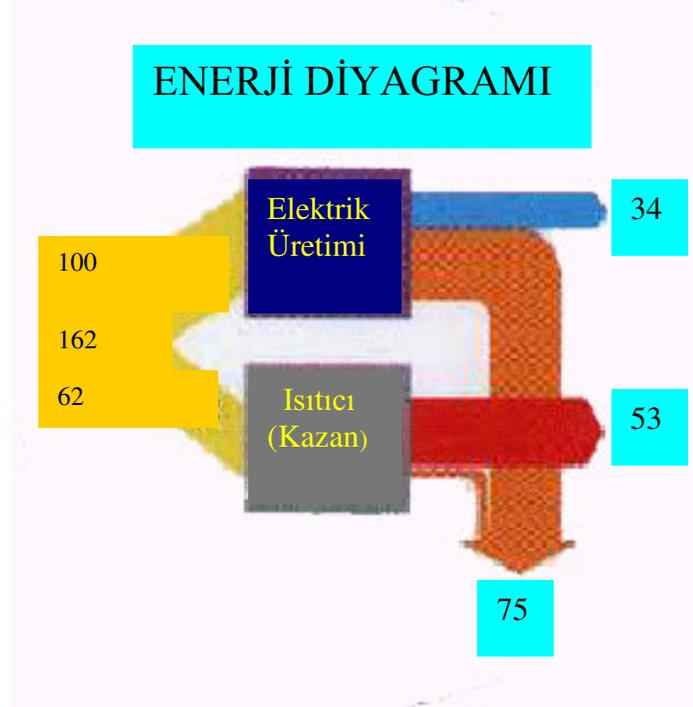 ENERJİ DİYAGRAMI
Elektrik
Üretimi
34
100
162
62
Isıtıcı
(Kazan)
53
75